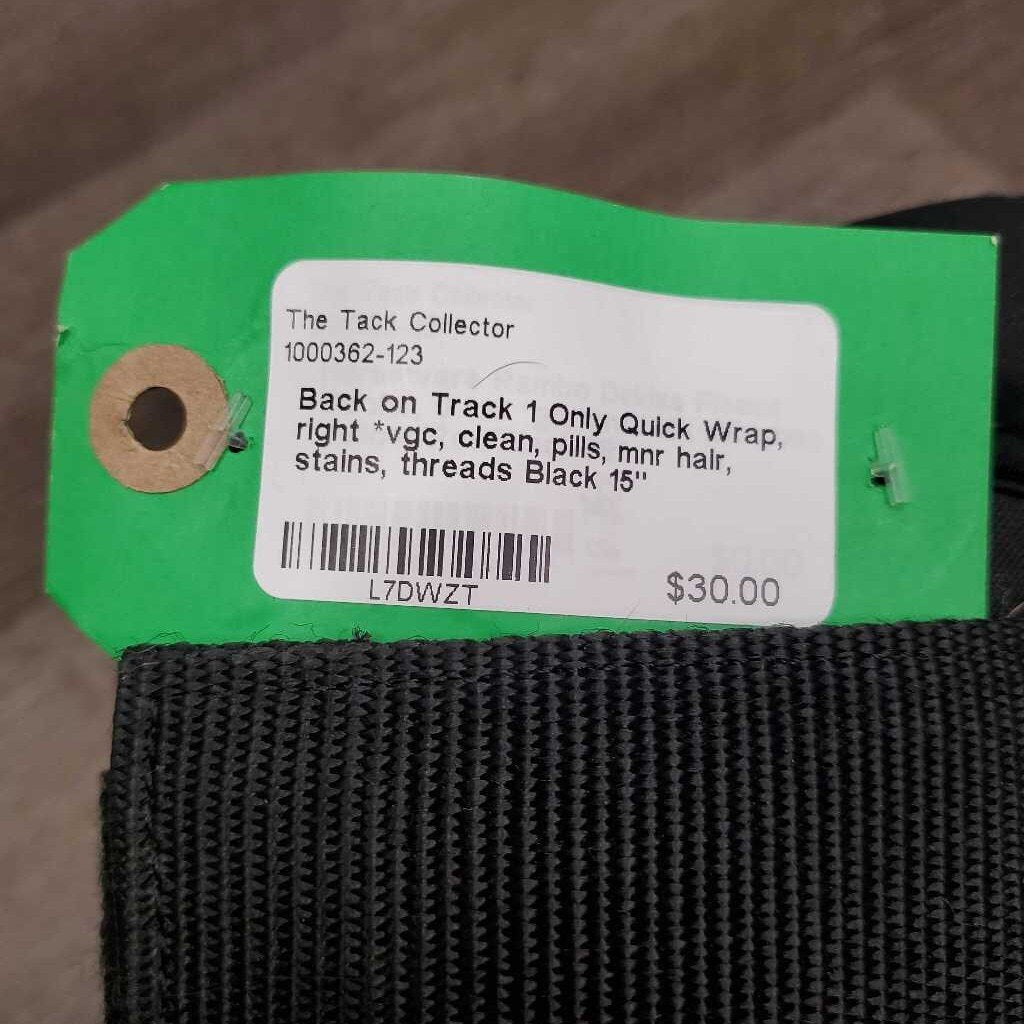 The Tack Collector
1000362-123
Back on Track 1 Only Quick Wrap,
right *vgc, clean, pills, mnr hair,
stains, threads Black 15"
L7DWZT
$30.00